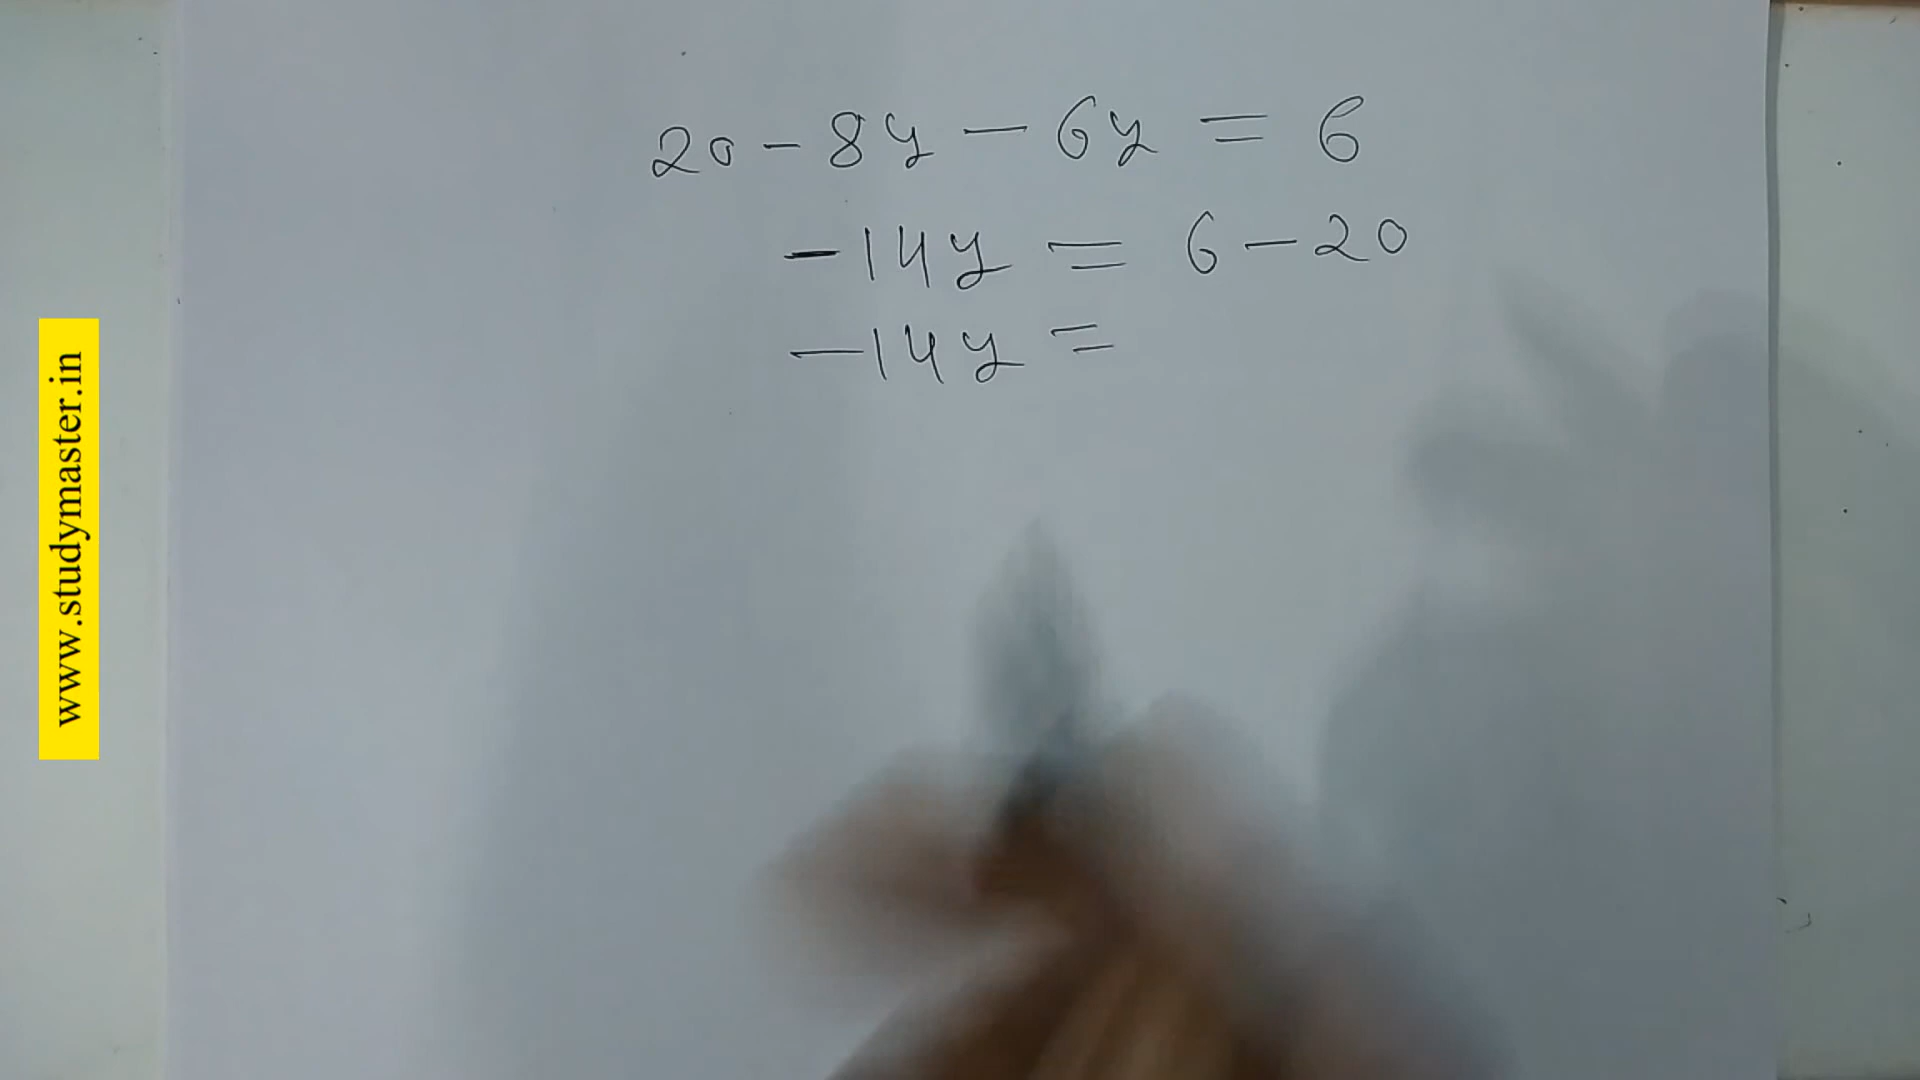 20 - 8y - 6y = 6
-14y = 6 - 20
-14y =
www.studymaster.in